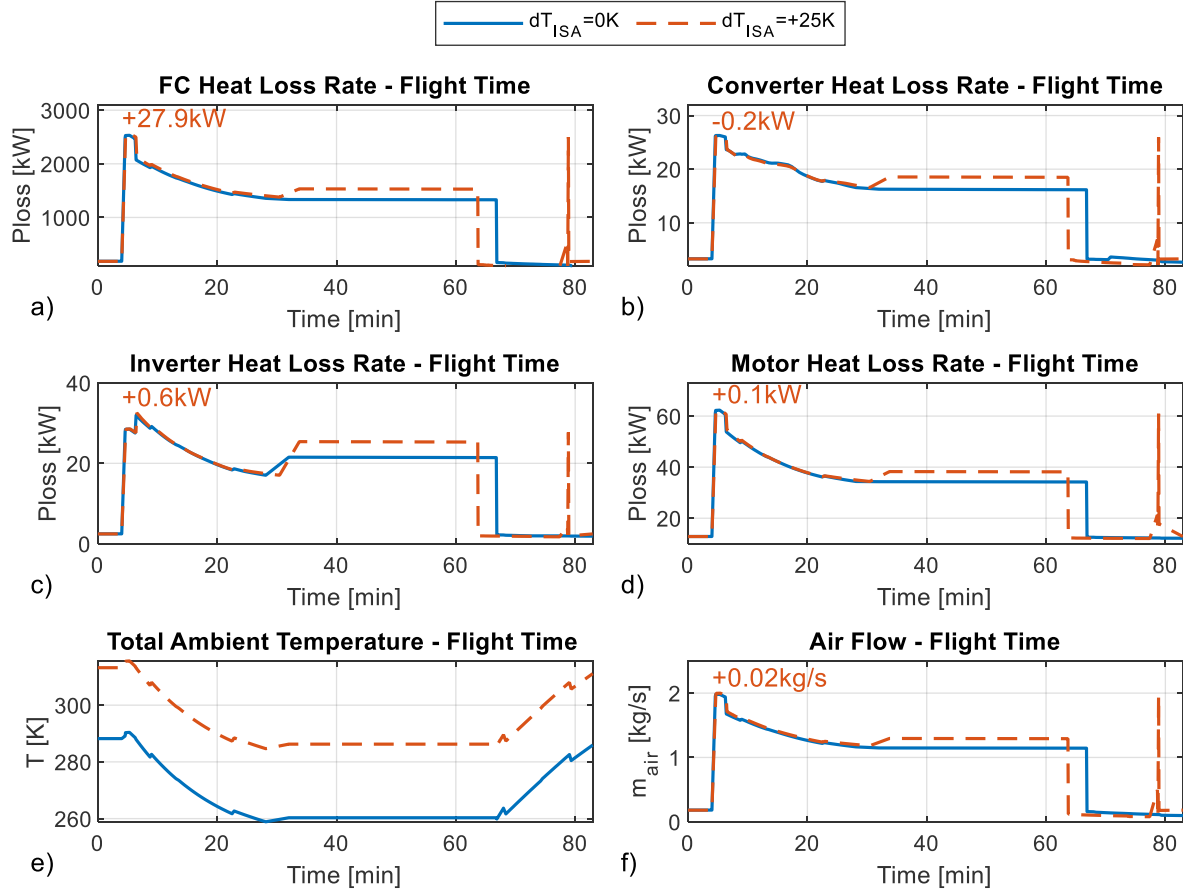 dT_ISA=0K dT_ISA=+25K
FC Heat Loss Rate - Flight Time
+27.9kW
Ploss [kW]
3000
2000
1000
0 20 40 60 80
Time [min]
a)
Converter Heat Loss Rate - Flight Time
-0.2kW
Ploss [kW]
30
20
10
0 20 40 60 80
Time [min]
b)
Inverter Heat Loss Rate - Flight Time
+0.6kW
Ploss [kW]
40
20
0
0 20 40 60 80
Time [min]
c)
Motor Heat Loss Rate - Flight Time
+0.1kW
Ploss [kW]
60
40
20
0 20 40 60 80
Time [min]
d)
Total Ambient Temperature - Flight Time
T [K]
300
280
260
0 20 40 60 80
Time [min]
e)
Air Flow - Flight Time
+0.02kg/s
m_air [kg/s]
2
1
0
0 20 40 60 80
Time [min]
f)